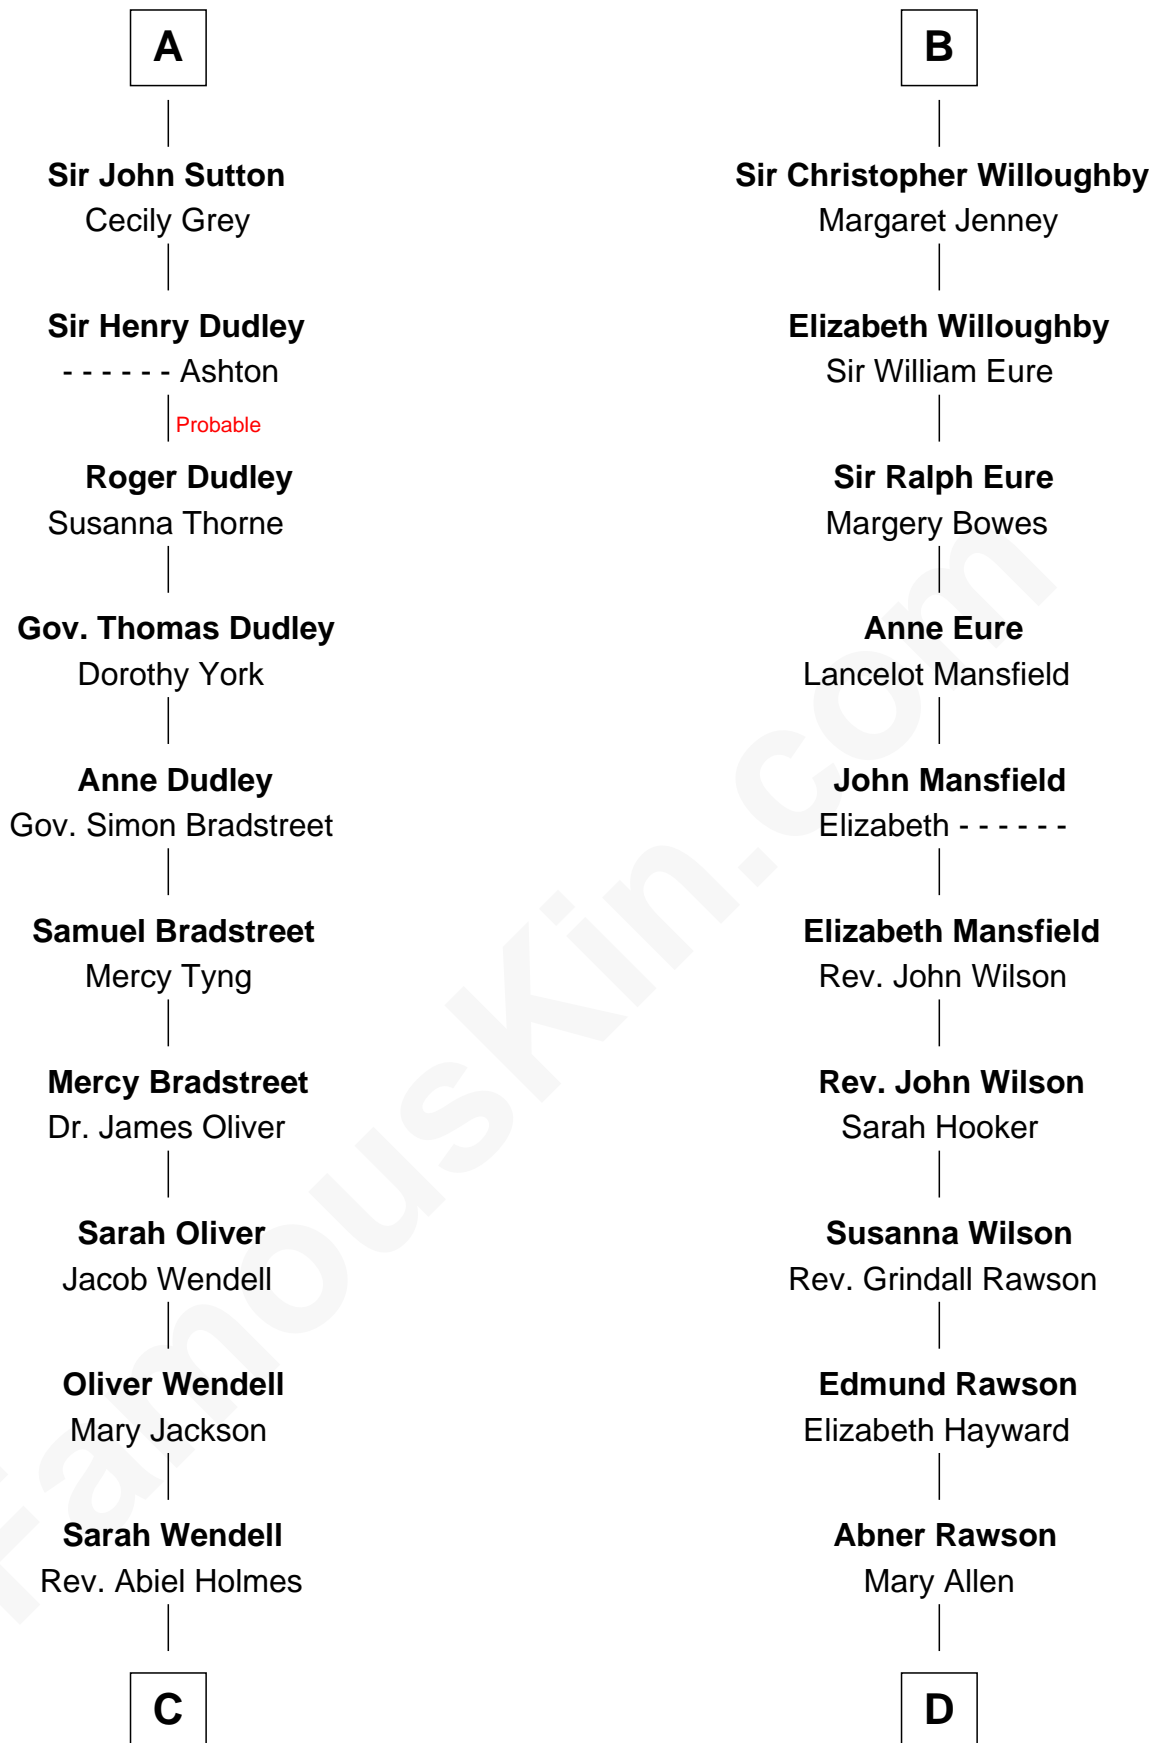 A
Sir John Sutton
Cecily Grey
Sir Henry Dudley
- - - - - - Ashton
Probable
Roger Dudley
Susanna Thorne
Gov. Thomas Dudley
Dorothy York
Anne Dudley
Gov. Simon Bradstreet
Samuel Bradstreet
Mercy Tyng
Mercy Bradstreet
Dr. James Oliver
Sarah Oliver
Jacob Wendell
Oliver Wendell
Mary Jackson
Sarah Wendell
Rev. Abiel Holmes
C
B
Sir Christopher Willoughby
Margaret Jenney
Elizabeth Willoughby
Sir William Eure
Sir Ralph Eure
Margery Bowes
Anne Eure
Lancelot Mansfield
John Mansfield
Elizabeth - - - - - -
Elizabeth Mansfield
Rev. John Wilson
Rev. John Wilson
Sarah Hooker
Susanna Wilson
Rev. Grindall Rawson
Edmund Rawson
Elizabeth Hayward
Abner Rawson
Mary Allen
D
FamousKin.com